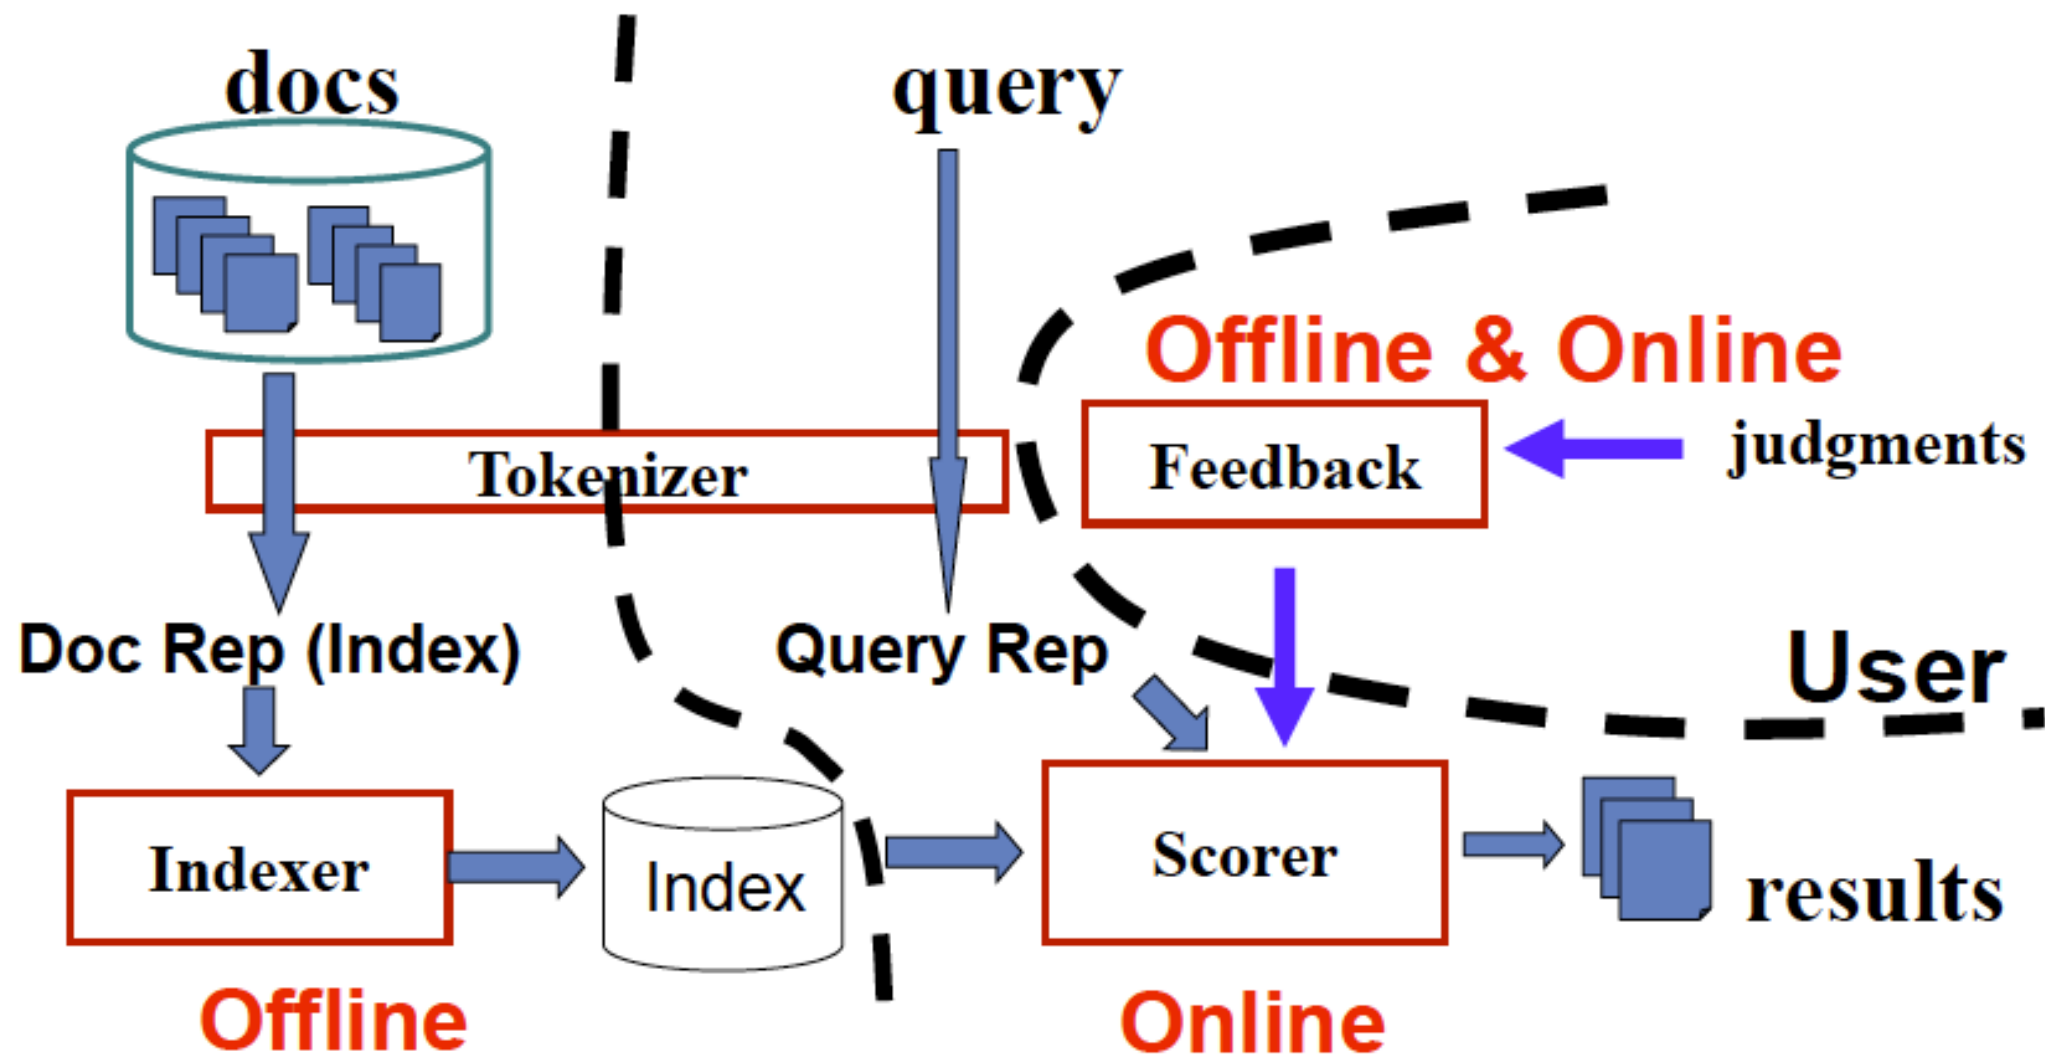 docs
query
Offline & Online
Tokenizer
Feedback
judgments
Doc Rep (Index)
Query Rep
User
Indexer
Index
Scorer
results
Offline
Online